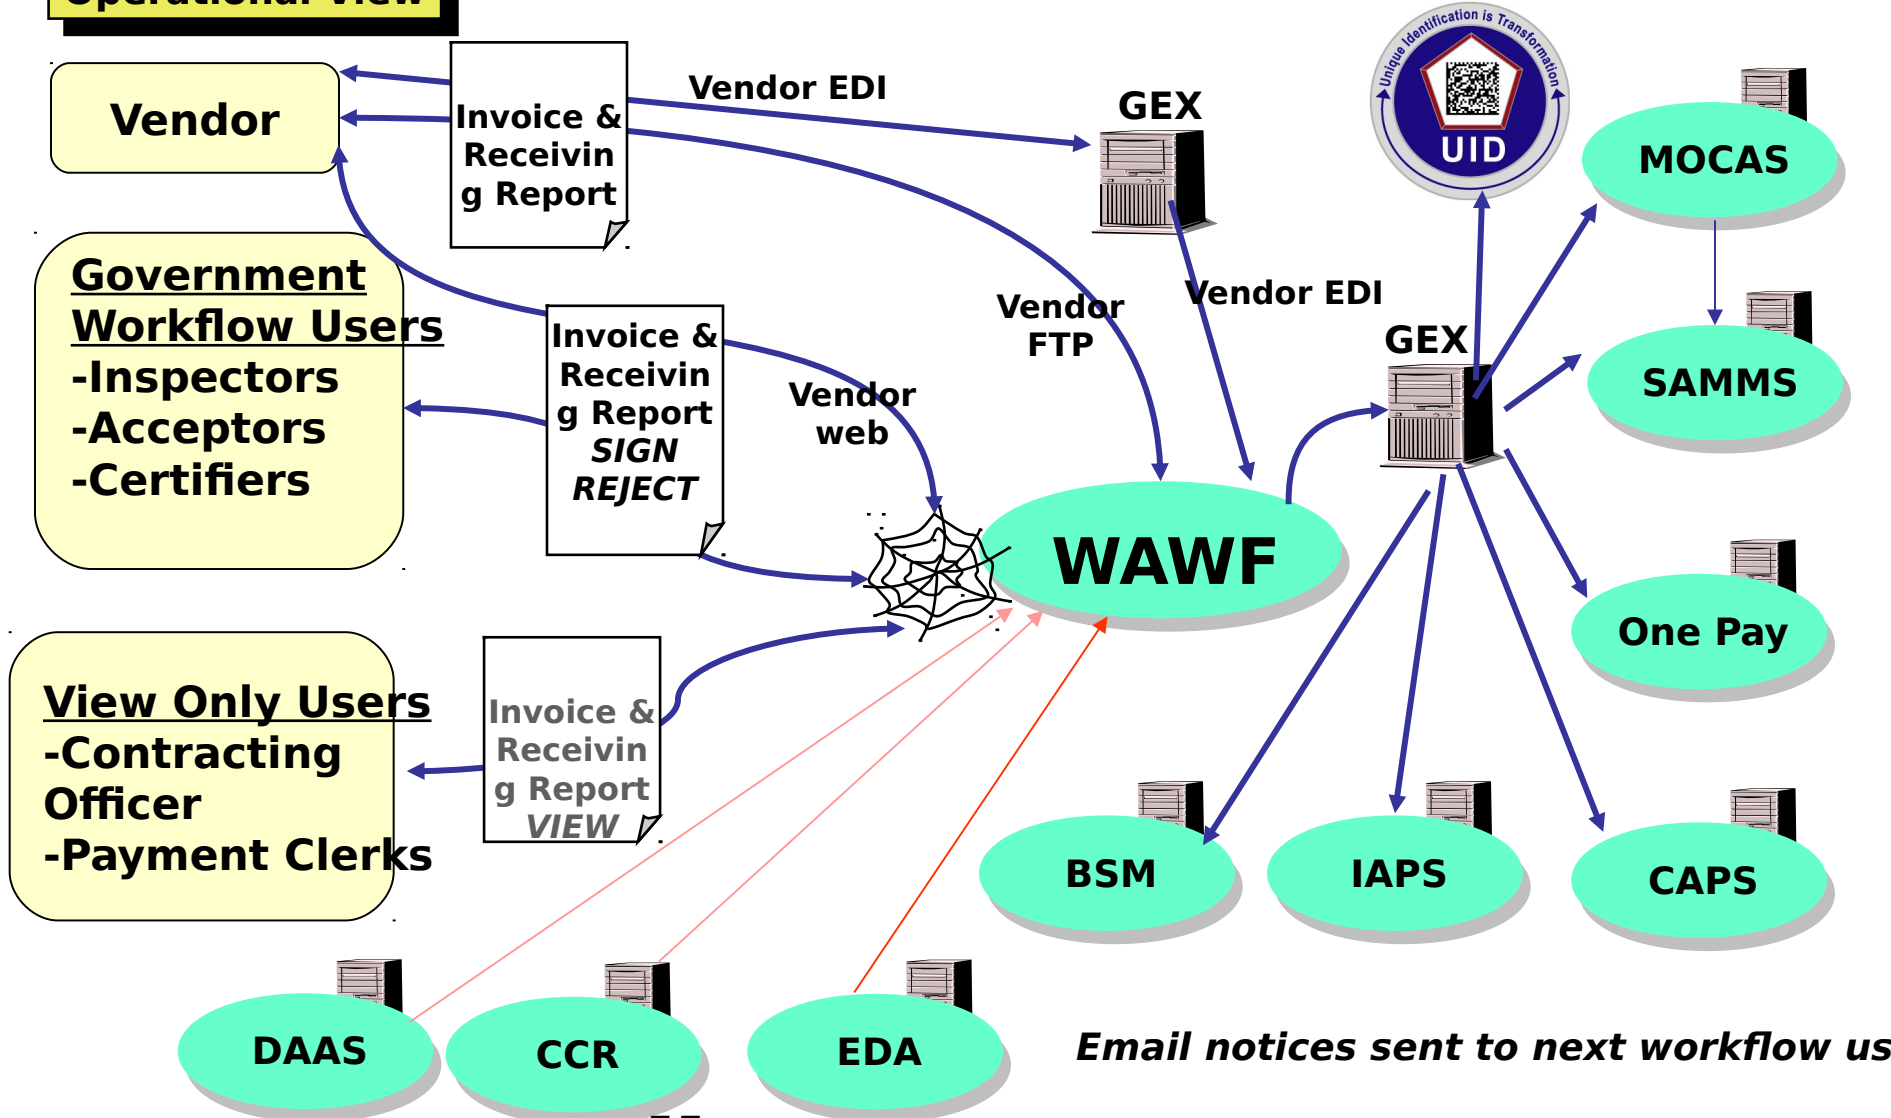 Operational View
Vendor
Invoice &
Receivin
g Report
Vendor EDI
GEX
Unique Identification is Transformation
UID
MOCAS
Government
Workflow Users
-Inspectors
-Acceptors
-Certifiers
Invoice &
Receivin
g Report
SIGN
REJECT
Vendor
web
Vendor
FTP
Vendor EDI
GEX
SAMMS
WAWF
One Pay
View Only Users
-Contracting
Officer
-Payment Clerks
Invoice &
Receivin
g Report
VIEW
BSM
IAPS
CAPS
DAAS
CCR
EDA
Email notices sent to next workflow us